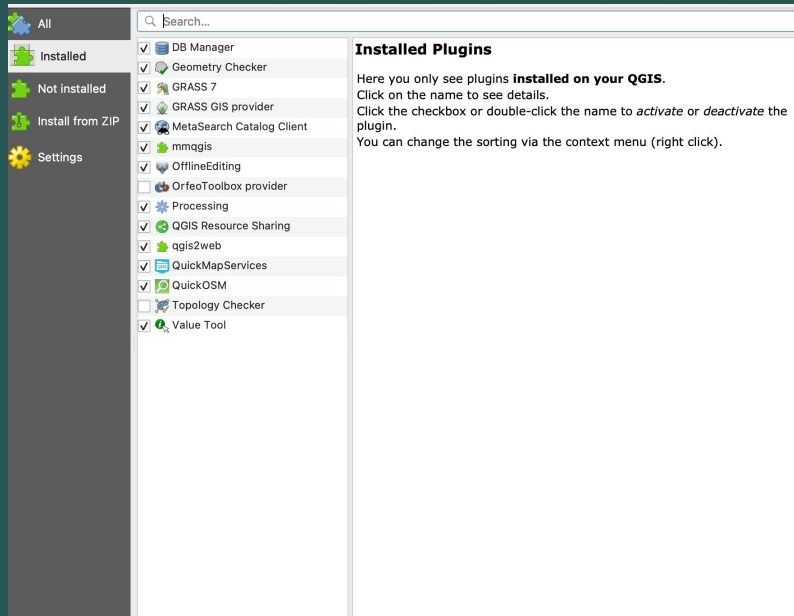 All
Installed
Not installed
Install from ZIP
Settings
Search...
DB Manager
Geometry Checker
GRASS 7
GRASS GIS provider
MetaSearch Catalog Client
mmqgis
OfflineEditing
OrfeoToolbox provider
Processing
QGIS Resource Sharing
qgis2web
QuickMapServices
QuickOSM
Topology Checker
Value Tool
Installed Plugins
Here you only see plugins installed on your QGIS.
Click on the name to see details.
Click the checkbox or double-click the name to activate or deactivate the
plugin.
You can change the sorting via the context menu (right click).